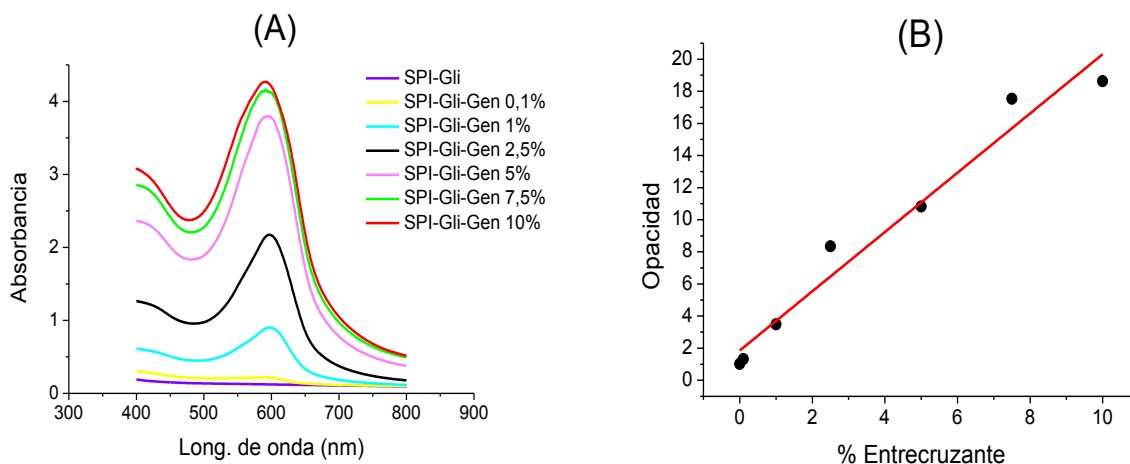 (A)
Absorbancia
4
3
2
1
0
300
400
500
600
700
800
900
Long. de onda (nm)
SPI-Gli
SPI-Gli-Gen 0,1%
SPI-Gli-Gen 1%
SPI-Gli-Gen 2,5%
SPI-Gli-Gen 5%
SPI-Gli-Gen 7,5%
SPI-Gli-Gen 10%
(B)
Opacidad
20
18
16
14
12
10
8
6
4
2
0
0
2
4
6
8
10
% Entrecruzante